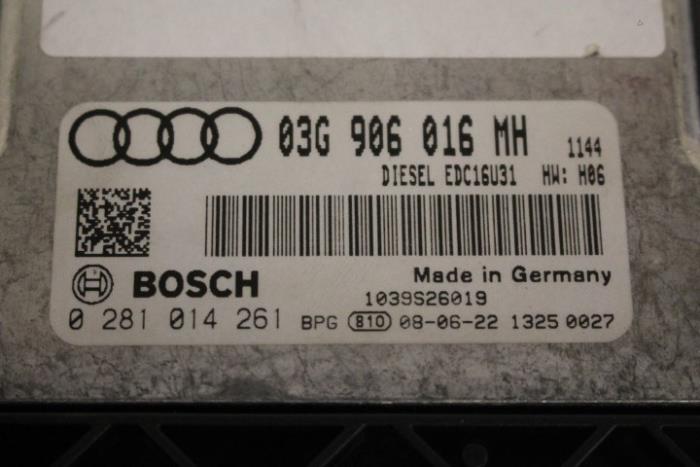 03G 906 016 MH 1144
DIESEL EDC16U31 HW: H06
BOSCH Made in Germany
1039S26019
0 281 014 261 BPG 810 08-06-22 1325 0027